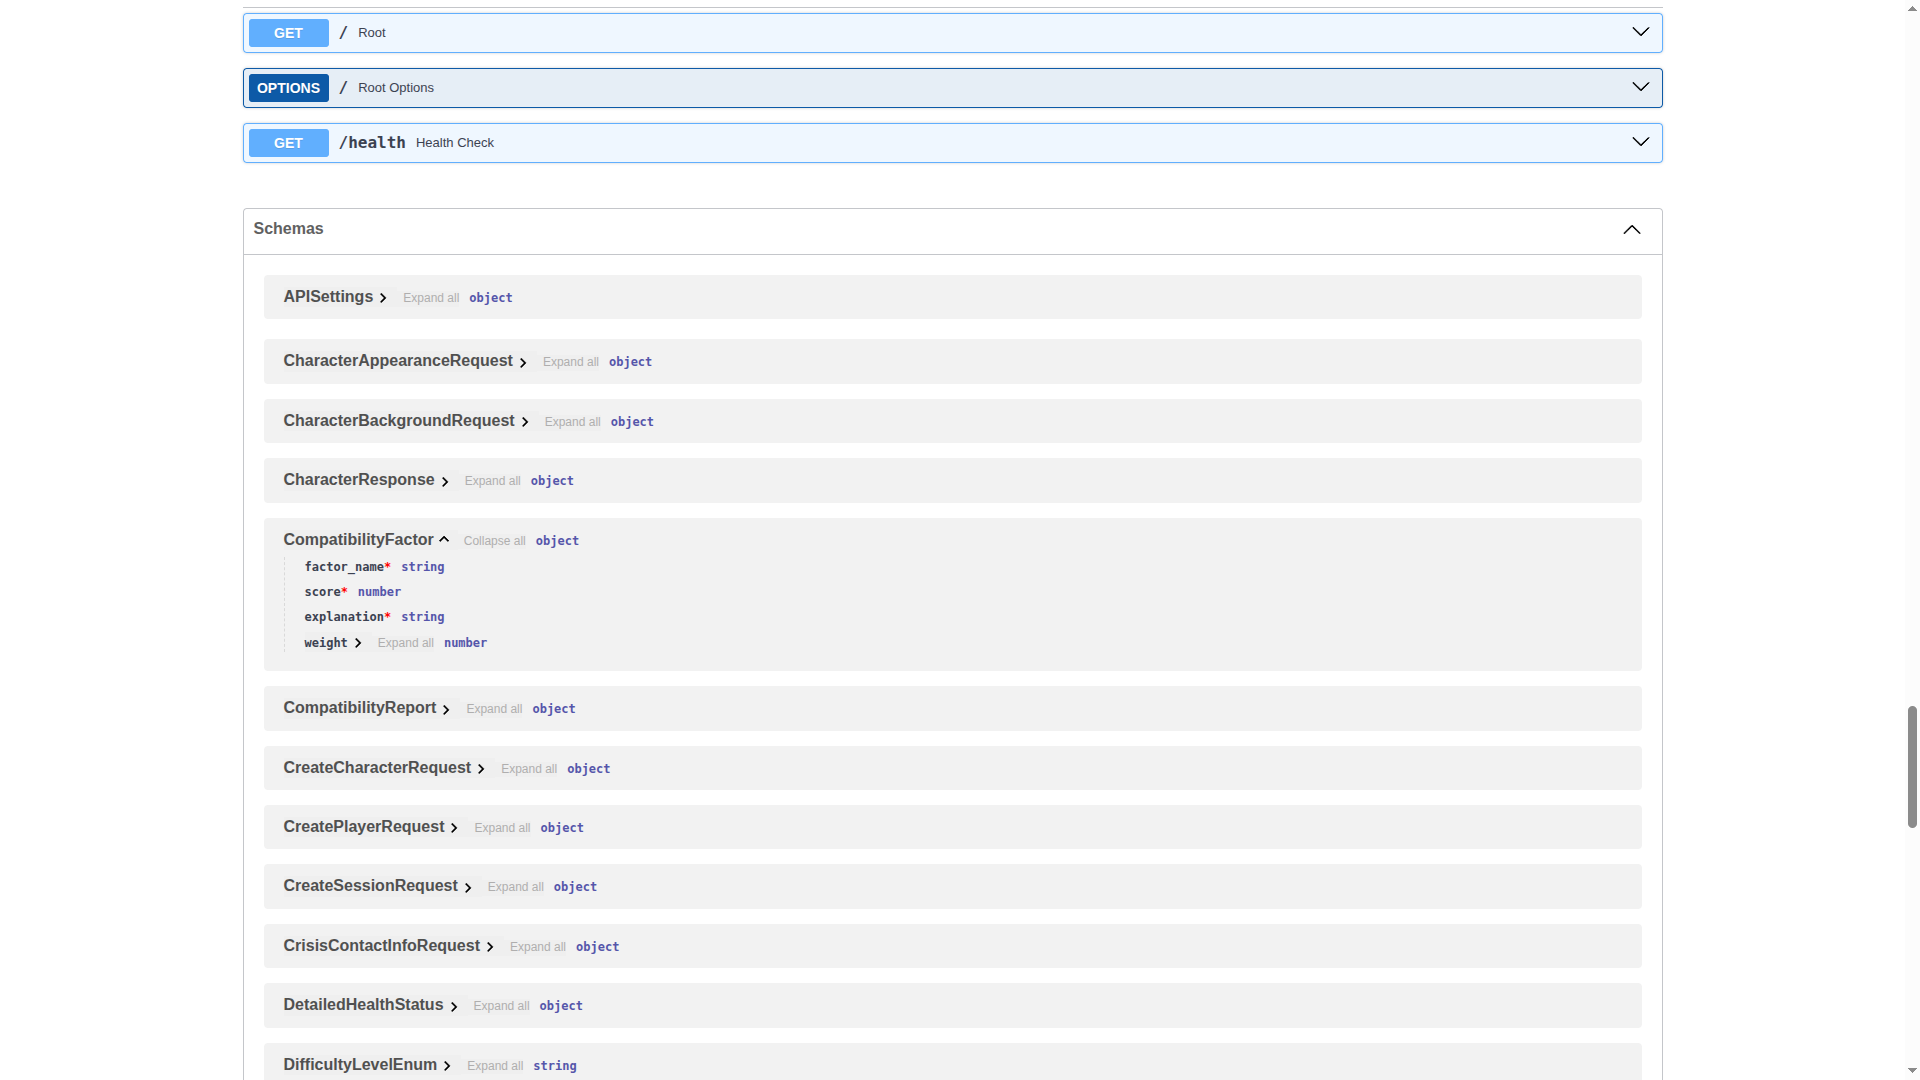 GET / Root
OPTIONS / Root Options
GET /health Health Check
Schemas
APISettings Expand all object
CharacterAppearanceRequest Expand all object
CharacterBackgroundRequest Expand all object
CharacterResponse Expand all object
CompatibilityFactor Collapse all object
factor_name* string
score* number
explanation* string
weight Expand all number
CompatibilityReport Expand all object
CreateCharacterRequest Expand all object
CreatePlayerRequest Expand all object
CreateSessionRequest Expand all object
CrisisContactInfoRequest Expand all object
DetailedHealthStatus Expand all object
DifficultyLevelEnum Expand all string